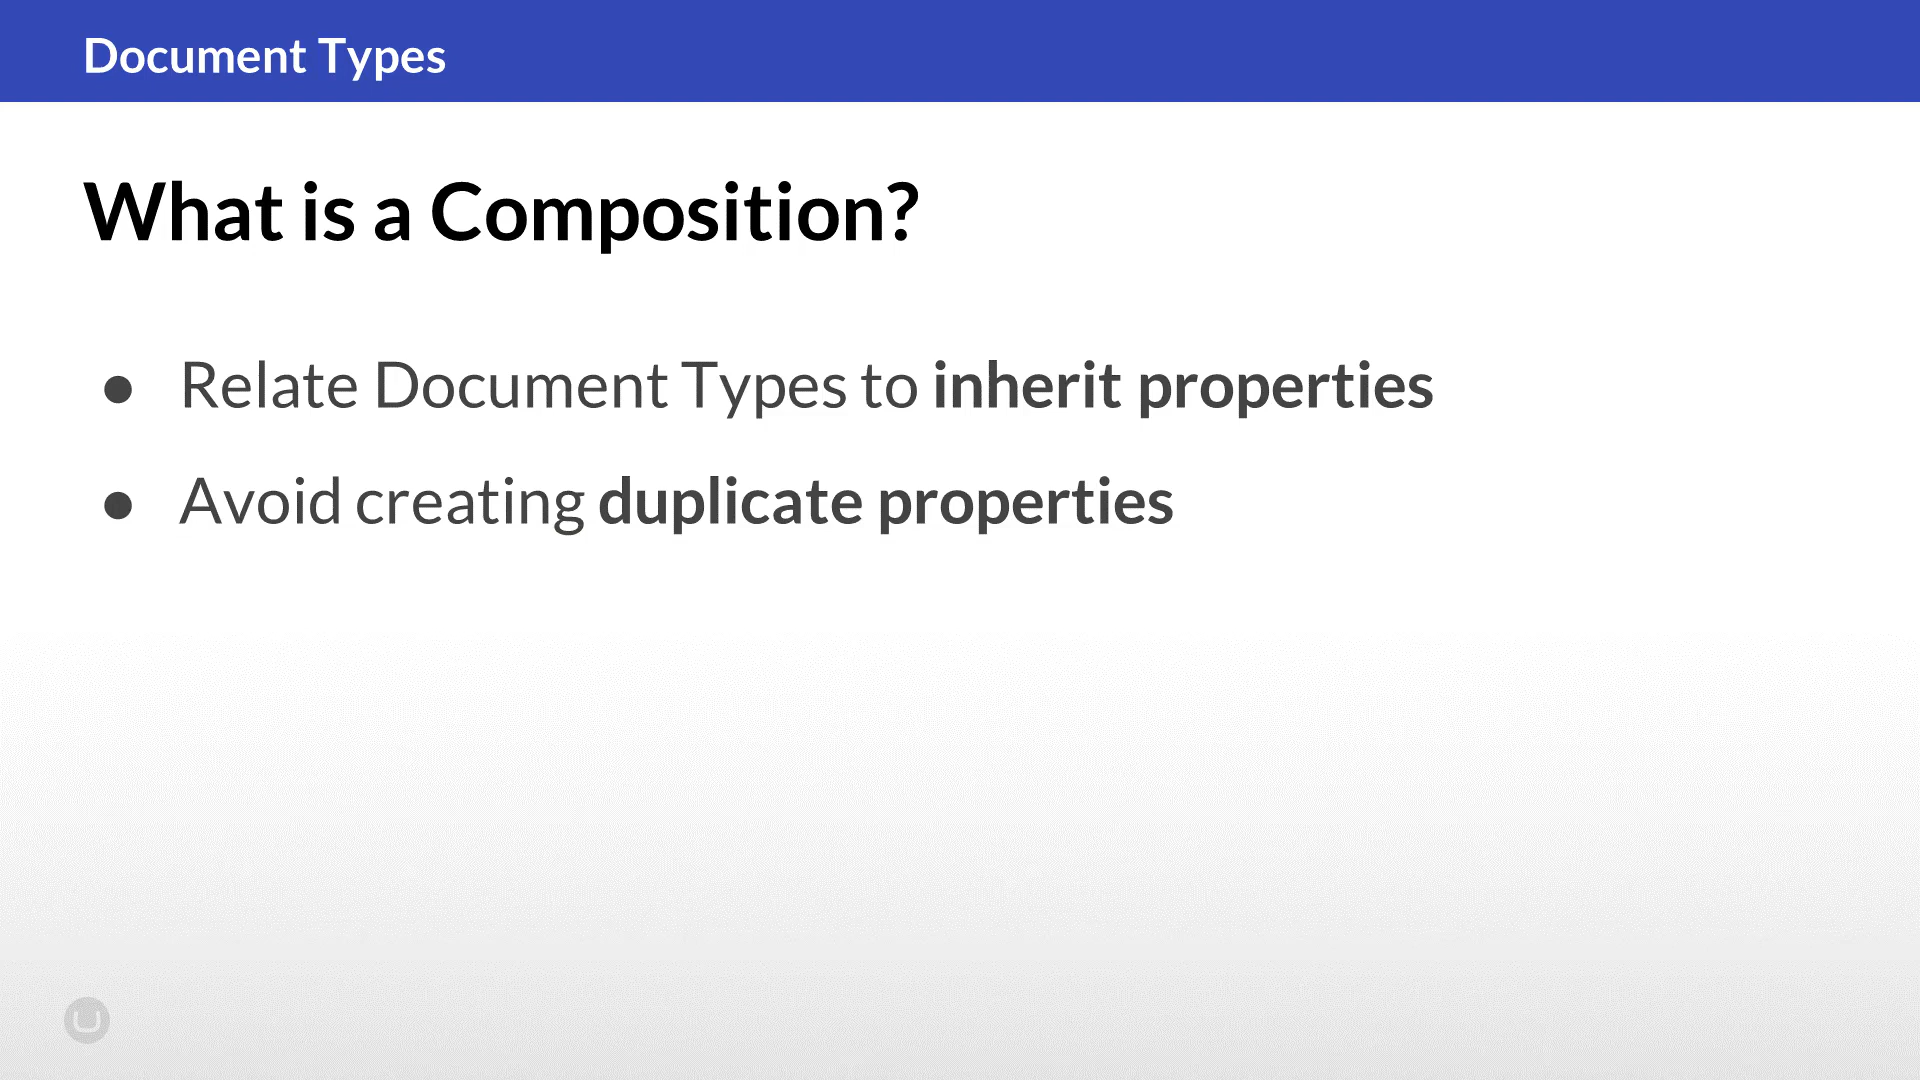 Document Types
What is a Composition?
● Relate Document Types to inherit properties
● Avoid creating duplicate properties